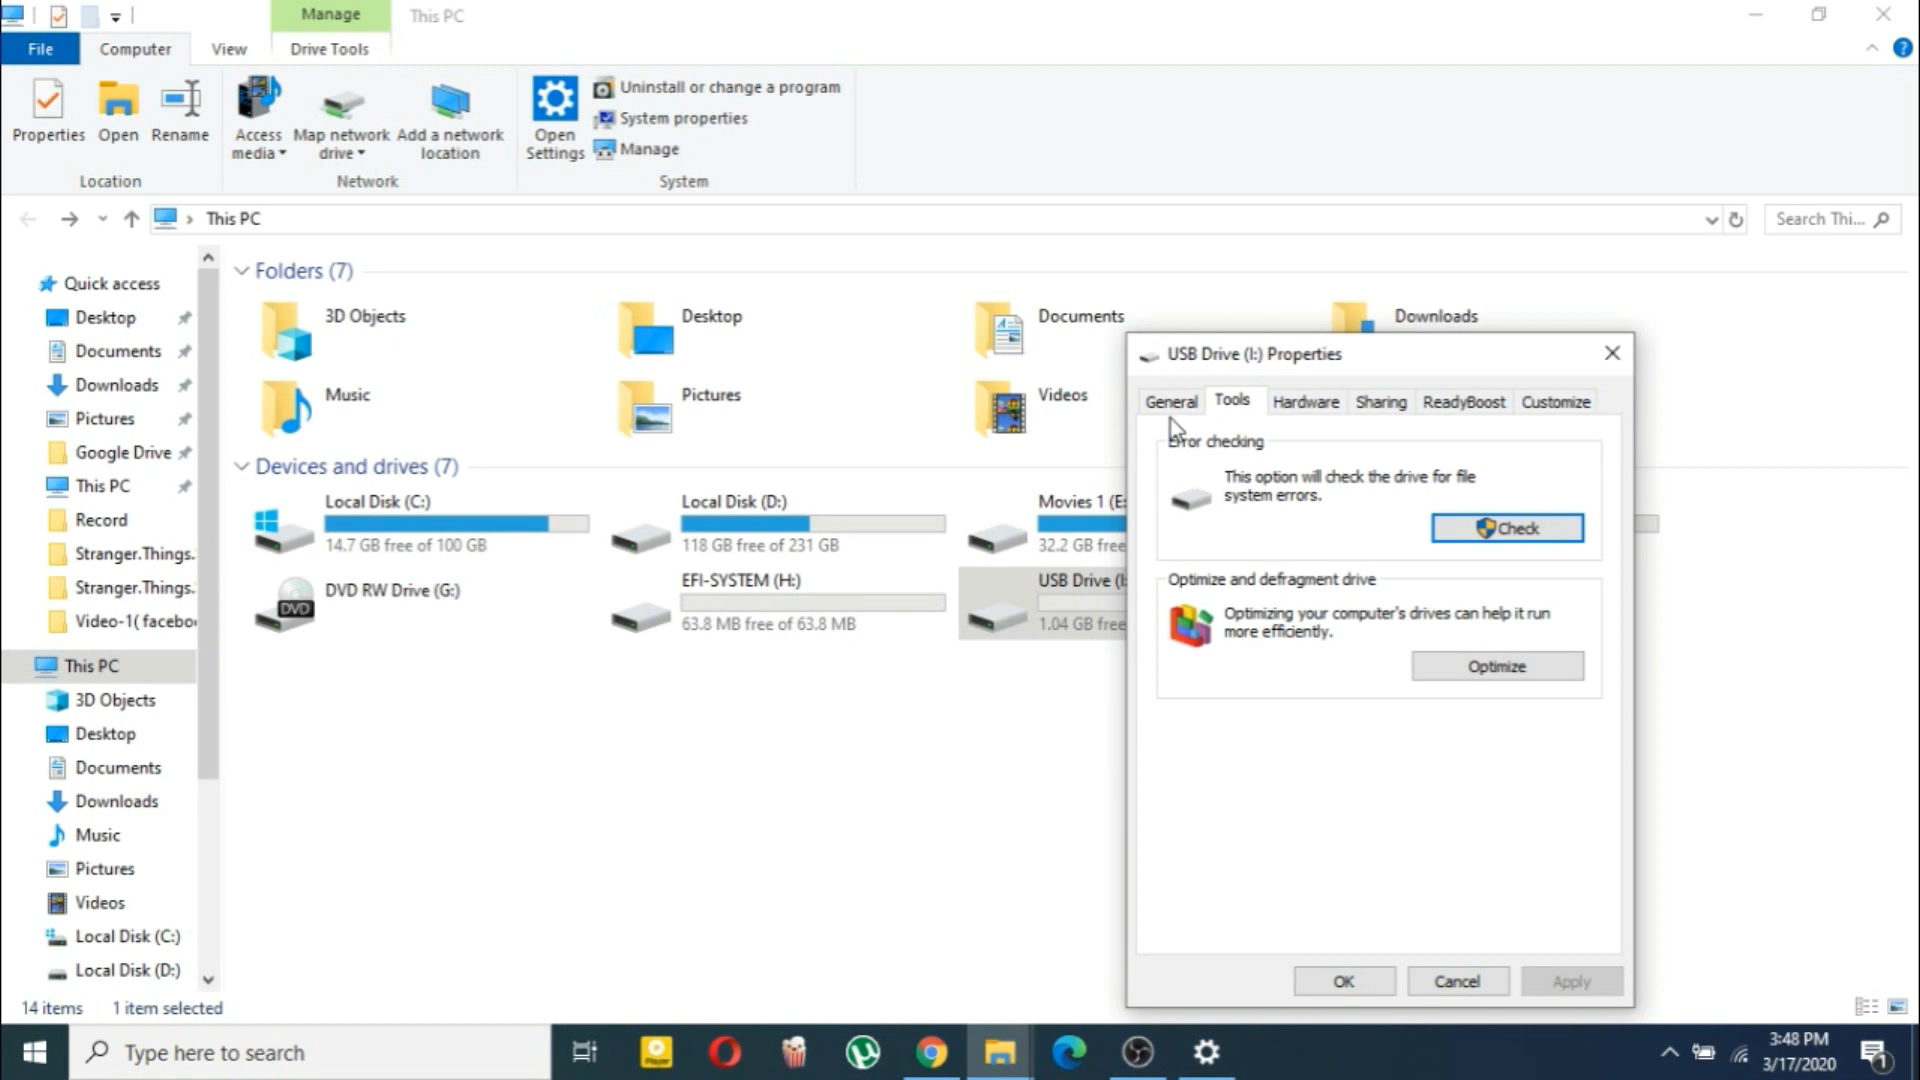 Manage
This PC
File
Computer
View
Drive Tools
Properties
Open
Rename
Access
media
Map network
drive
Add a network
location
Open
Settings
Uninstall or change a program
System properties
Manage
Location
Network
System
This PC
Search Thi...
Quick access
Desktop
Documents
Downloads
Pictures
Google Drive
This PC
Record
Stranger.Things.
Stranger.Things.
Video-1( facebo
This PC
3D Objects
Desktop
Documents
Downloads
Music
Pictures
Videos
Local Disk (C:)
Local Disk (D:)
Folders (7)
3D Objects
Desktop
Documents
Downloads
Music
Pictures
Videos
Devices and drives (7)
Local Disk (C:)
14.7 GB free of 100 GB
Local Disk (D:)
118 GB free of 231 GB
Movies 1 (E:
32.2 GB free
DVD
DVD RW Drive (G:)
EFI-SYSTEM (H:)
63.8 MB free of 63.8 MB
USB Drive (I:
1.04 GB free
USB Drive (I:) Properties
General
Tools
Hardware
Sharing
ReadyBoost
Customize
Error checking
This option will check the drive for file
system errors.
Check
Optimize and defragment drive
Optimizing your computer's drives can help it run
more efficiently.
Optimize
OK
Cancel
Apply
14 items
1 item selected
Type here to search
Player
3:48 PM
3/17/2020
1